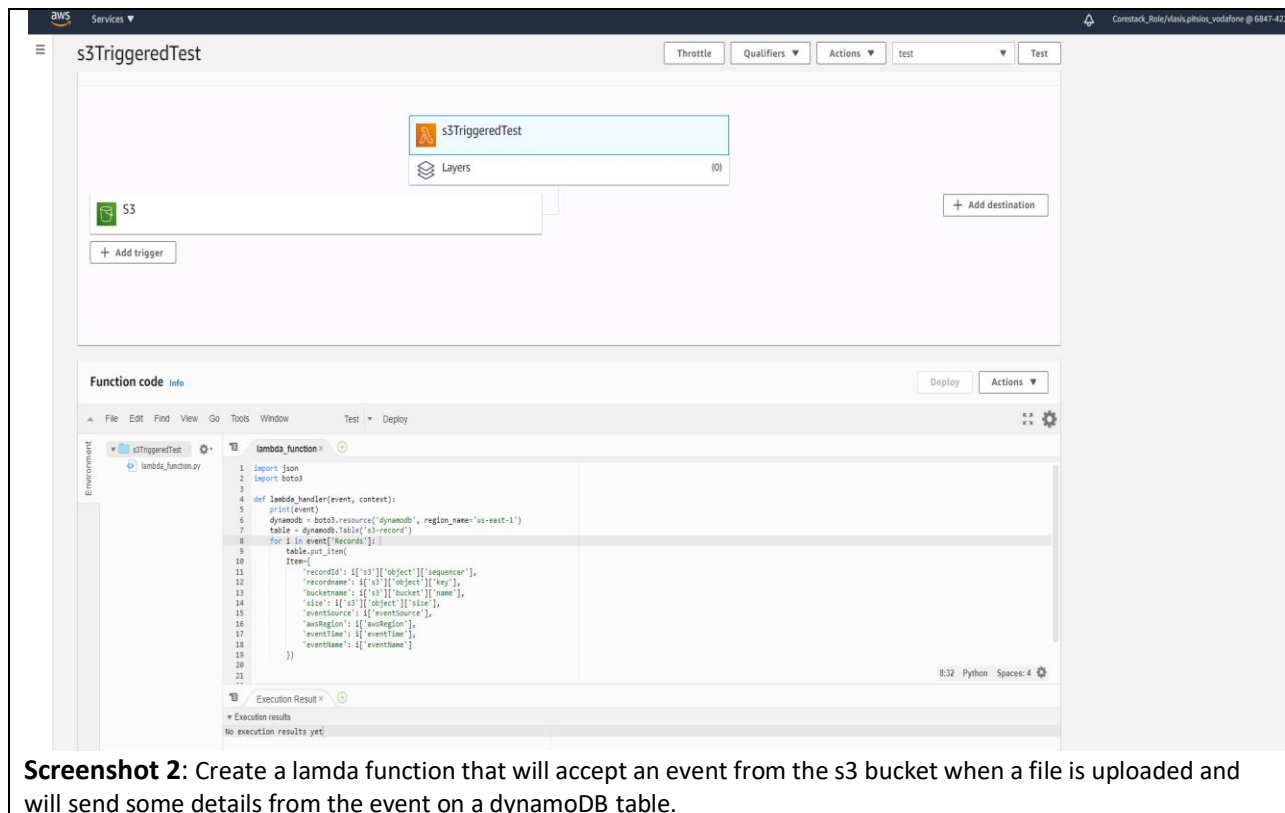 aws Services ▼ Corestack_Role/vlasis.pitsios_vodafone @ 6847-422
s3TriggeredTest
Throttle Qualifiers ▼ Actions ▼ test ▼ Test
s3TriggeredTest
Layers (0)
S3
+ Add destination
+ Add trigger
Function code Info
Deploy Actions ▼
File Edit Find View Go Tools Window Test ▼ Deploy
Environment
s3TriggeredTest
lambda_function.py
lambda_function ×
1 import json
2 import boto3
3
4 def lambda_handler(event, context):
5 print(event)
6 dynamodb = boto3.resource('dynamodb', region_name='us-east-1')
7 table = dynamodb.Table('s3-record')
8 for i in event['Records']:
9 table.put_item(
10 Item={
11 'recordId': i['s3']['object']['sequencer'],
12 'recordname': i['s3']['object']['key'],
13 'bucketname': i['s3']['bucket']['name'],
14 'size': i['s3']['object']['size'],
15 'eventSource': i['eventSource'],
16 'awsRegion': i['awsRegion'],
17 'eventTime': i['eventTime'],
18 'eventName': i['eventName']
19 })
20
21
8:32 Python Spaces: 4
Execution Result ×
▼ Execution results
No execution results yet
Screenshot 2: Create a lamda function that will accept an event from the s3 bucket when a file is uploaded and
will send some details from the event on a dynamoDB table.